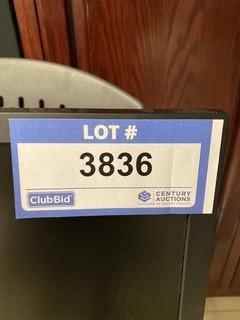 LOT #
3836
ClubBid
CENTURY
AUCTIONS